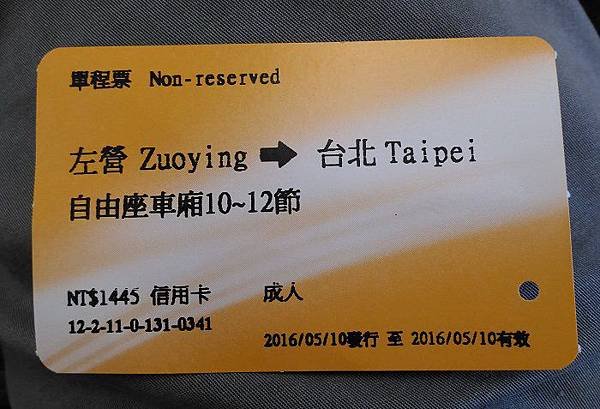 單程票 Non-reserved
左營 Zuoying ➡ 台北 Taipei
自由座車廂10~12節
NT$1445 信用卡 成人
12-2-11-0-131-0341
2016/05/10發行 至 2016/05/10有效